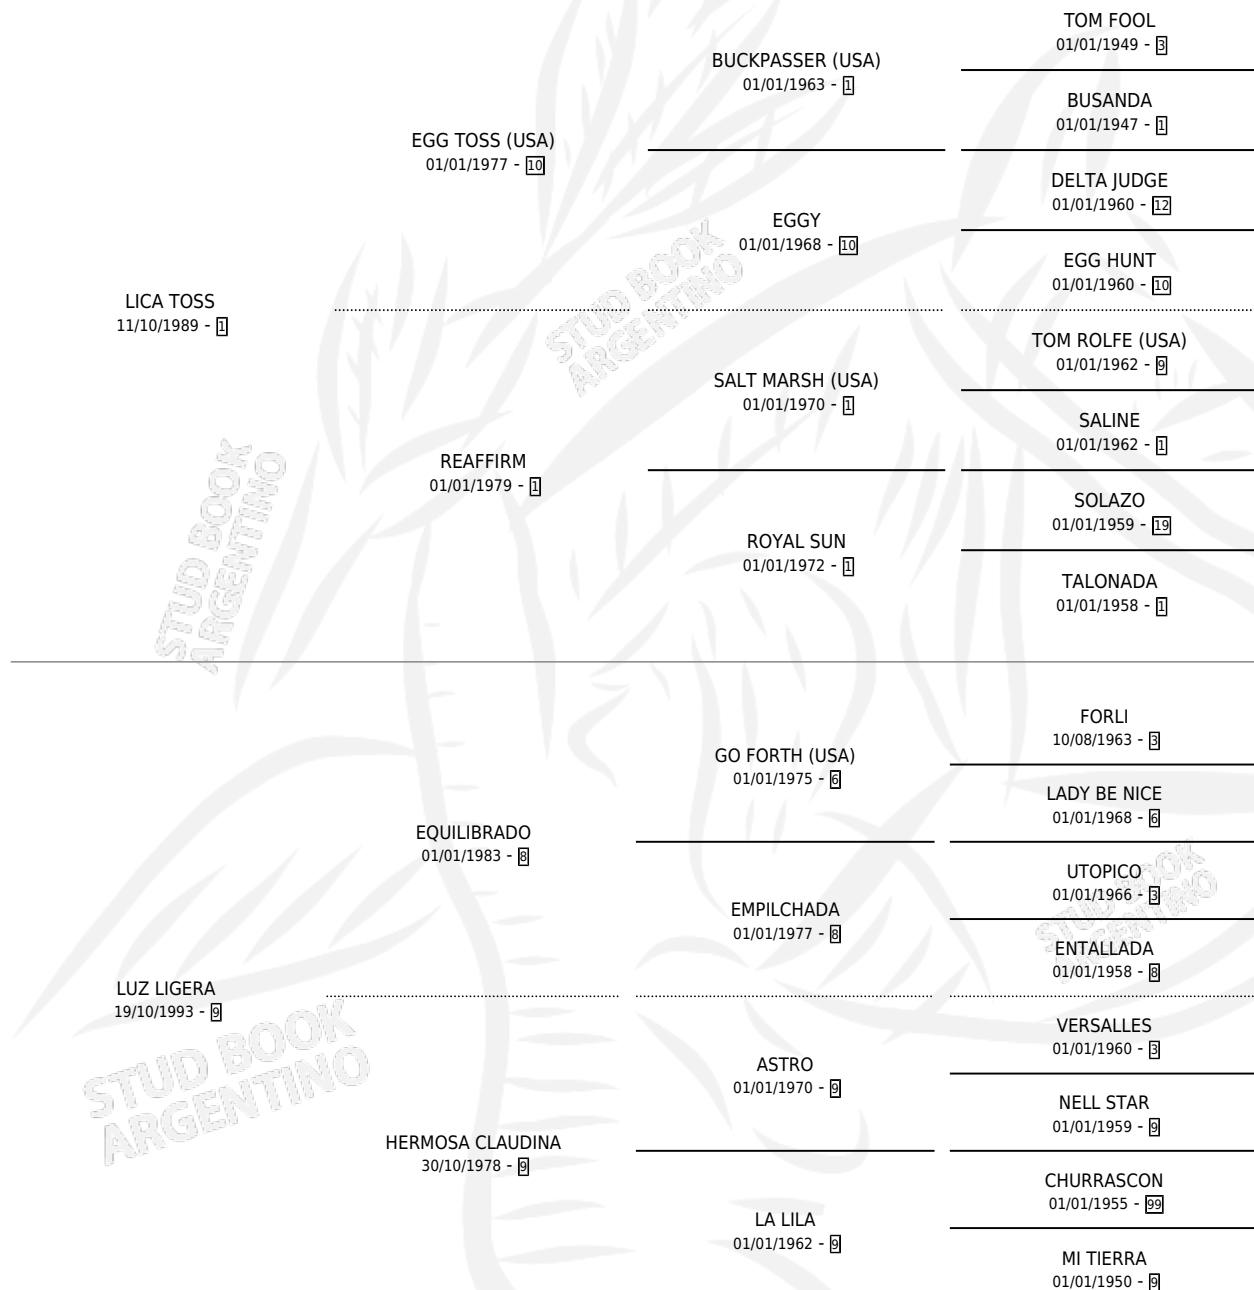 TOM FOOL
01/01/1949 - 3
BUCKPASSER (USA)
01/01/1963 - 1
BUSANDA
01/01/1947 - 1
EGG TOSS (USA)
01/01/1977 - 10
DELTA JUDGE
01/01/1960 - 12
EGGY
01/01/1968 - 10
EGG HUNT
01/01/1960 - 10
LICA TOSS
11/10/1989 - 1
TOM ROLFE (USA)
01/01/1962 - 9
SALT MARSH (USA)
01/01/1970 - 1
SALINE
01/01/1962 - 1
REAFFIRM
01/01/1979 - 1
SOLAZO
01/01/1959 - 19
ROYAL SUN
01/01/1972 - 1
TALONADA
01/01/1958 - 1
FORLI
10/08/1963 - 3
GO FORTH (USA)
01/01/1975 - 6
LADY BE NICE
01/01/1968 - 6
EQUILIBRADO
01/01/1983 - 8
UTOPICO
01/01/1966 - 3
EMPILCHADA
01/01/1977 - 8
ENTALLADA
01/01/1958 - 8
LUZ LIGERA
19/10/1993 - 9
VERSALLES
01/01/1960 - 3
ASTRO
01/01/1970 - 9
NELL STAR
01/01/1959 - 9
HERMOSA CLAUDINA
30/10/1978 - 9
CHURRASCON
01/01/1955 - 99
LA LILA
01/01/1962 - 9
MI TIERRA
01/01/1950 - 9
STUD BOOK
ARGENTINO
STUD BOOK
ARGENTINO
STUD BOOK
ARGENTINO
STUD BOOK
ARGENTINO